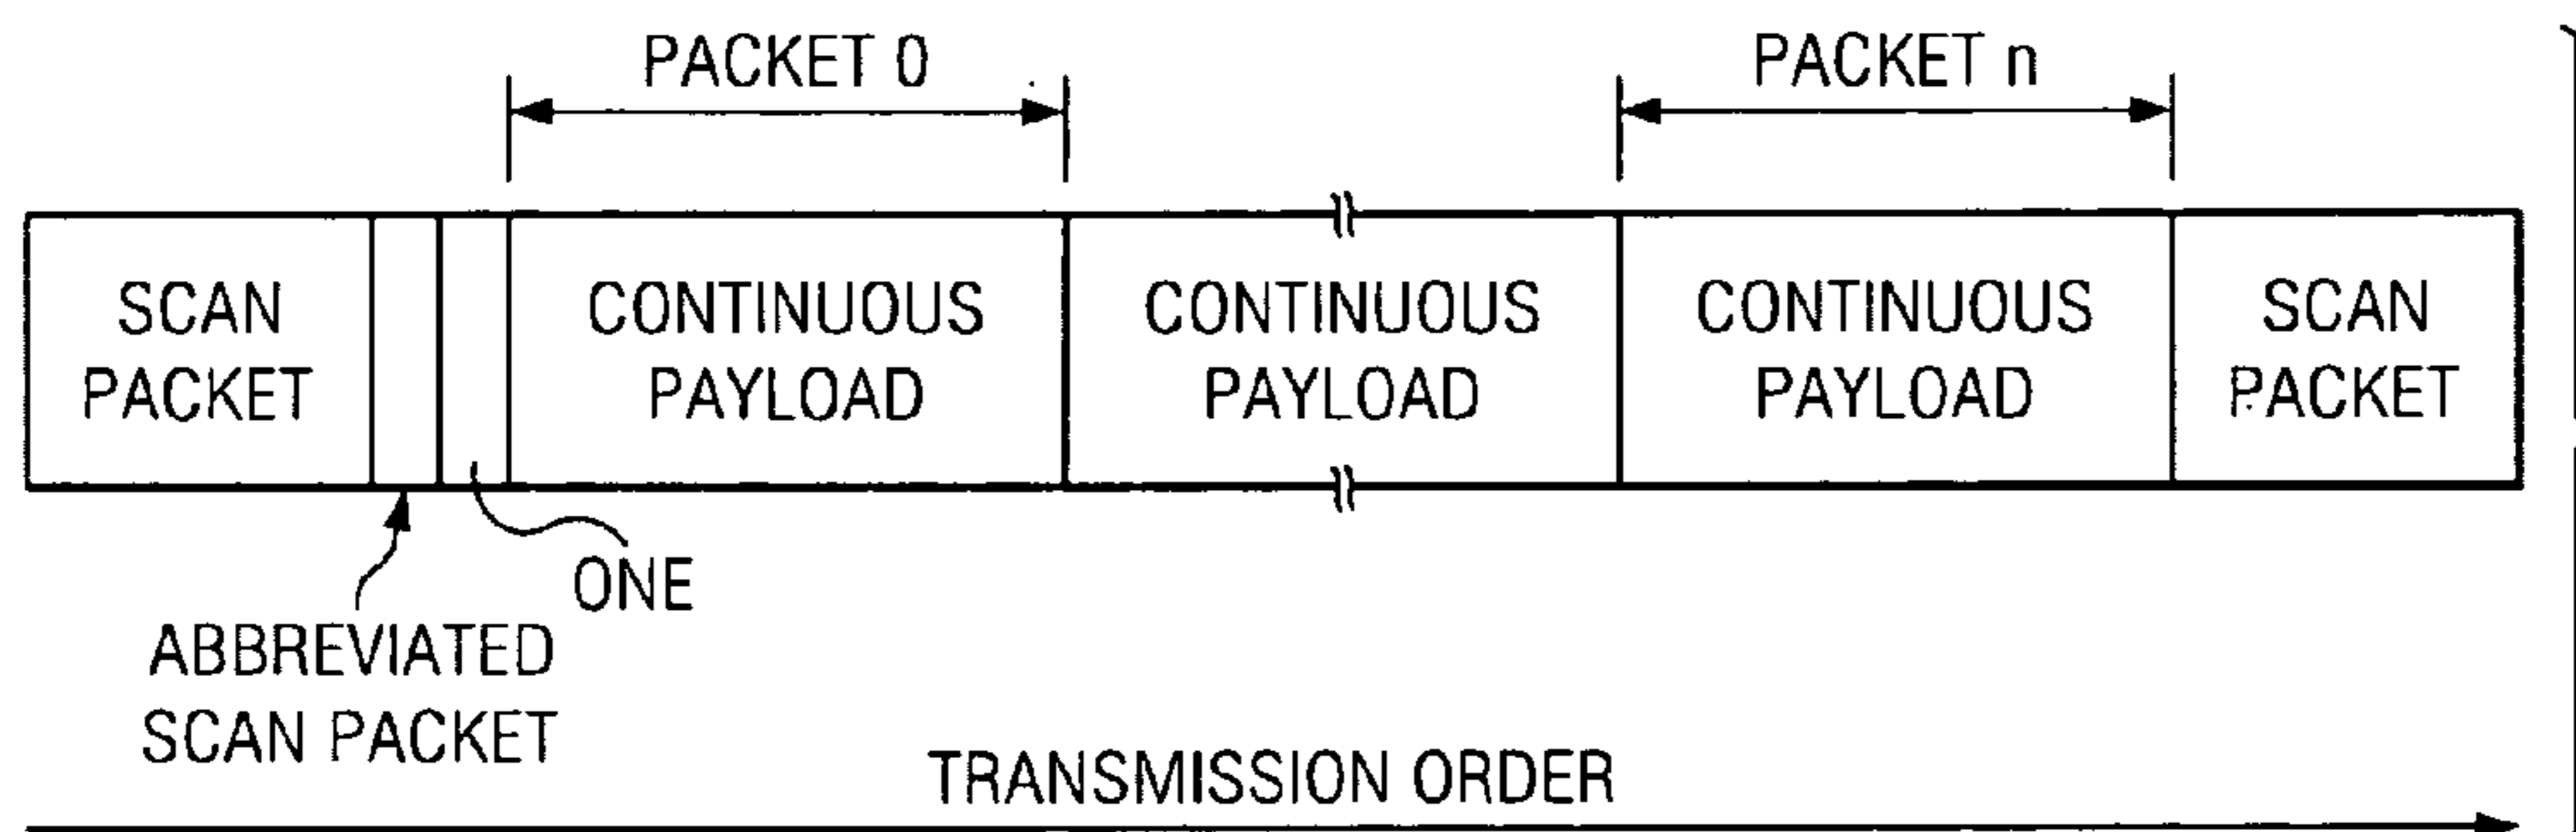 PACKET 0
PACKET n
SCAN
PACKET
CONTINUOUS
PAYLOAD
CONTINUOUS
PAYLOAD
CONTINUOUS
PAYLOAD
SCAN
PACKET
ONE
ABBREVIATED
SCAN PACKET
TRANSMISSION ORDER